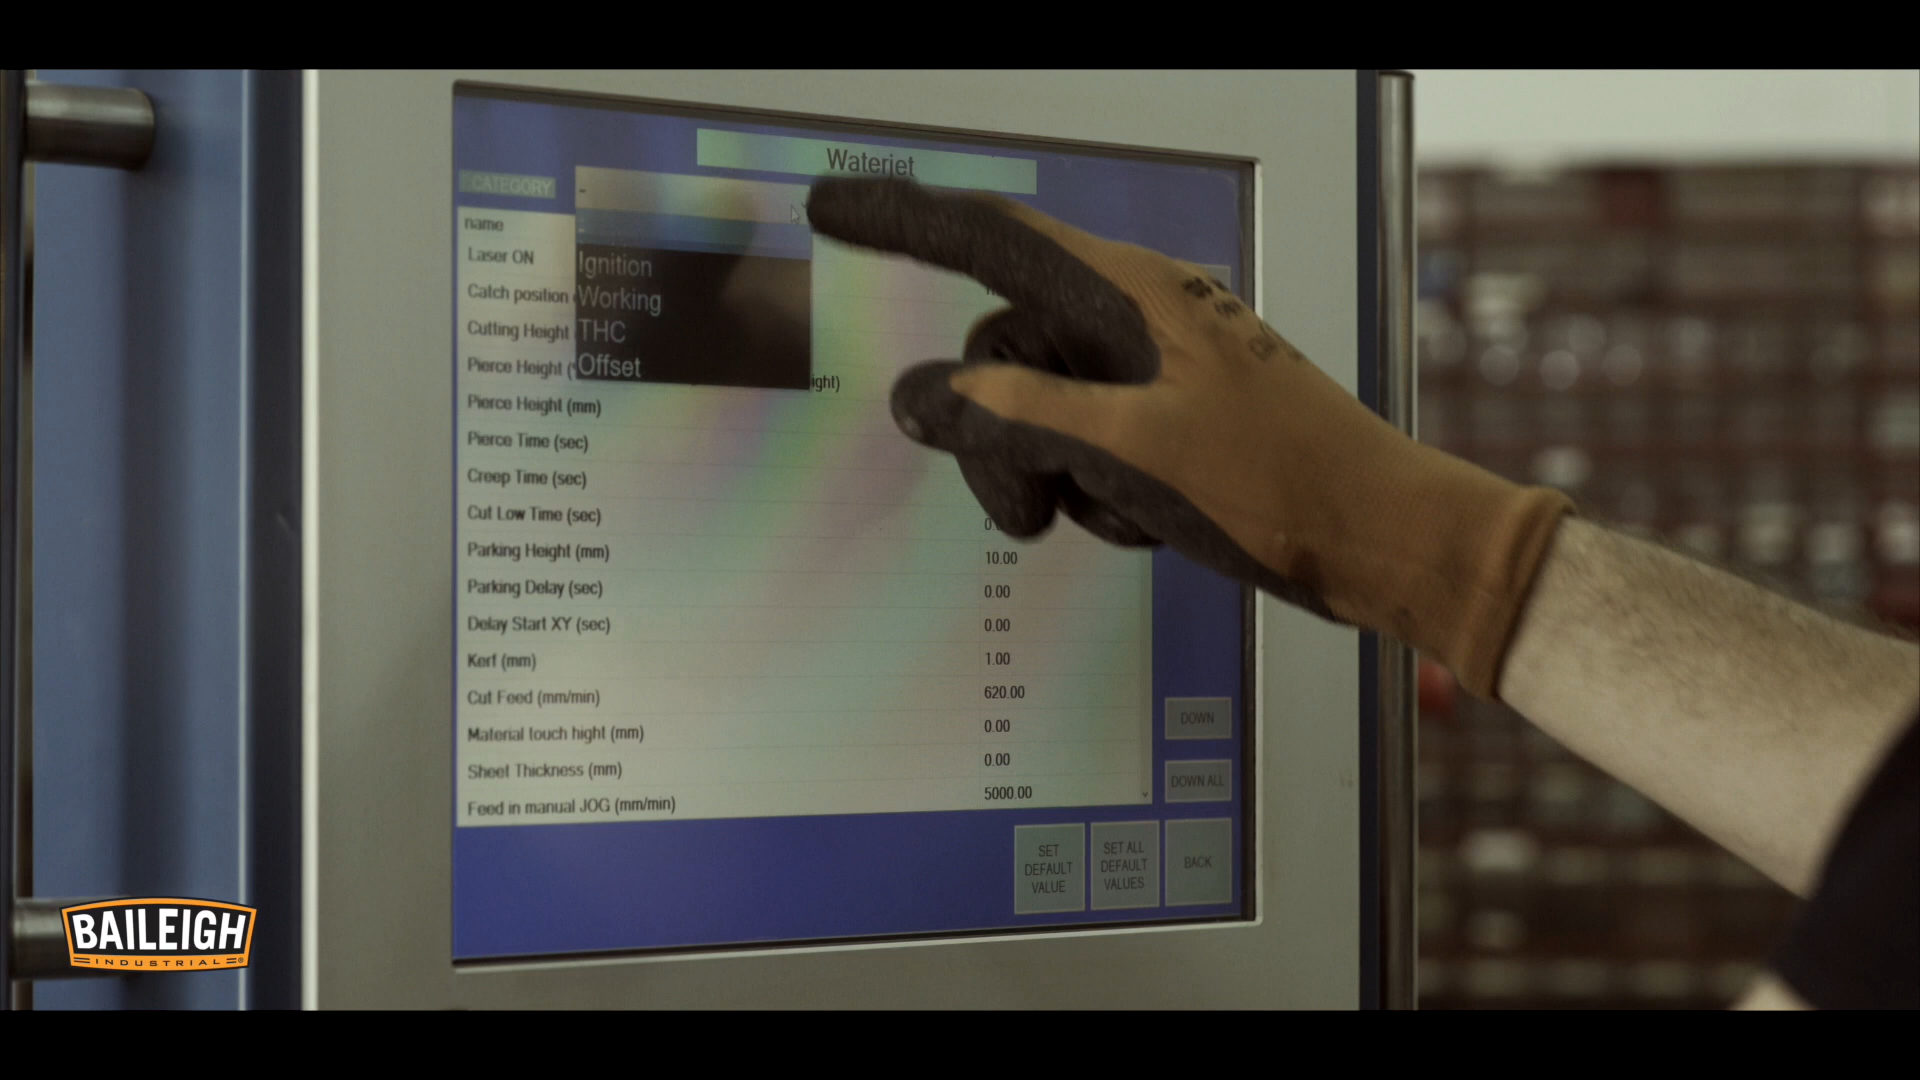 Waterjet
CATEGORY
-
-
Ignition
Working
THC
Offset
name
Laser ON
Catch position
Cutting Height
Pierce Height (
ight)
Pierce Height (mm)
Pierce Time (sec)
Creep Time (sec)
Cut Low Time (sec)
Parking Height (mm) 10.00
Parking Delay (sec) 0.00
Delay Start XY (sec) 0.00
Kerf (mm) 1.00
Cut Feed (mm/min) 620.00
Material touch hight (mm) 0.00
Sheet Thickness (mm) 0.00
Feed in manual JOG (mm/min) 5000.00
DOWN
DOWN ALL
SET
DEFAULT
VALUE
SET ALL
DEFAULT
VALUES
BACK
BAILEIGH
INDUSTRIAL